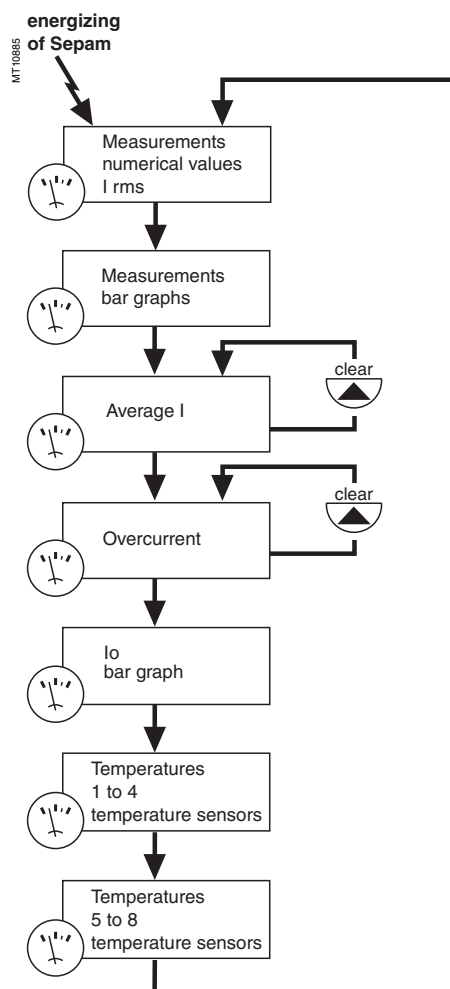 energizing
of Sepam
MT10885
Measurements
numerical values
I rms
Measurements
bar graphs
clear
Average I
clear
Overcurrent
Io
bar graph
Temperatures
1 to 4
temperature sensors
Temperatures
5 to 8
temperature sensors